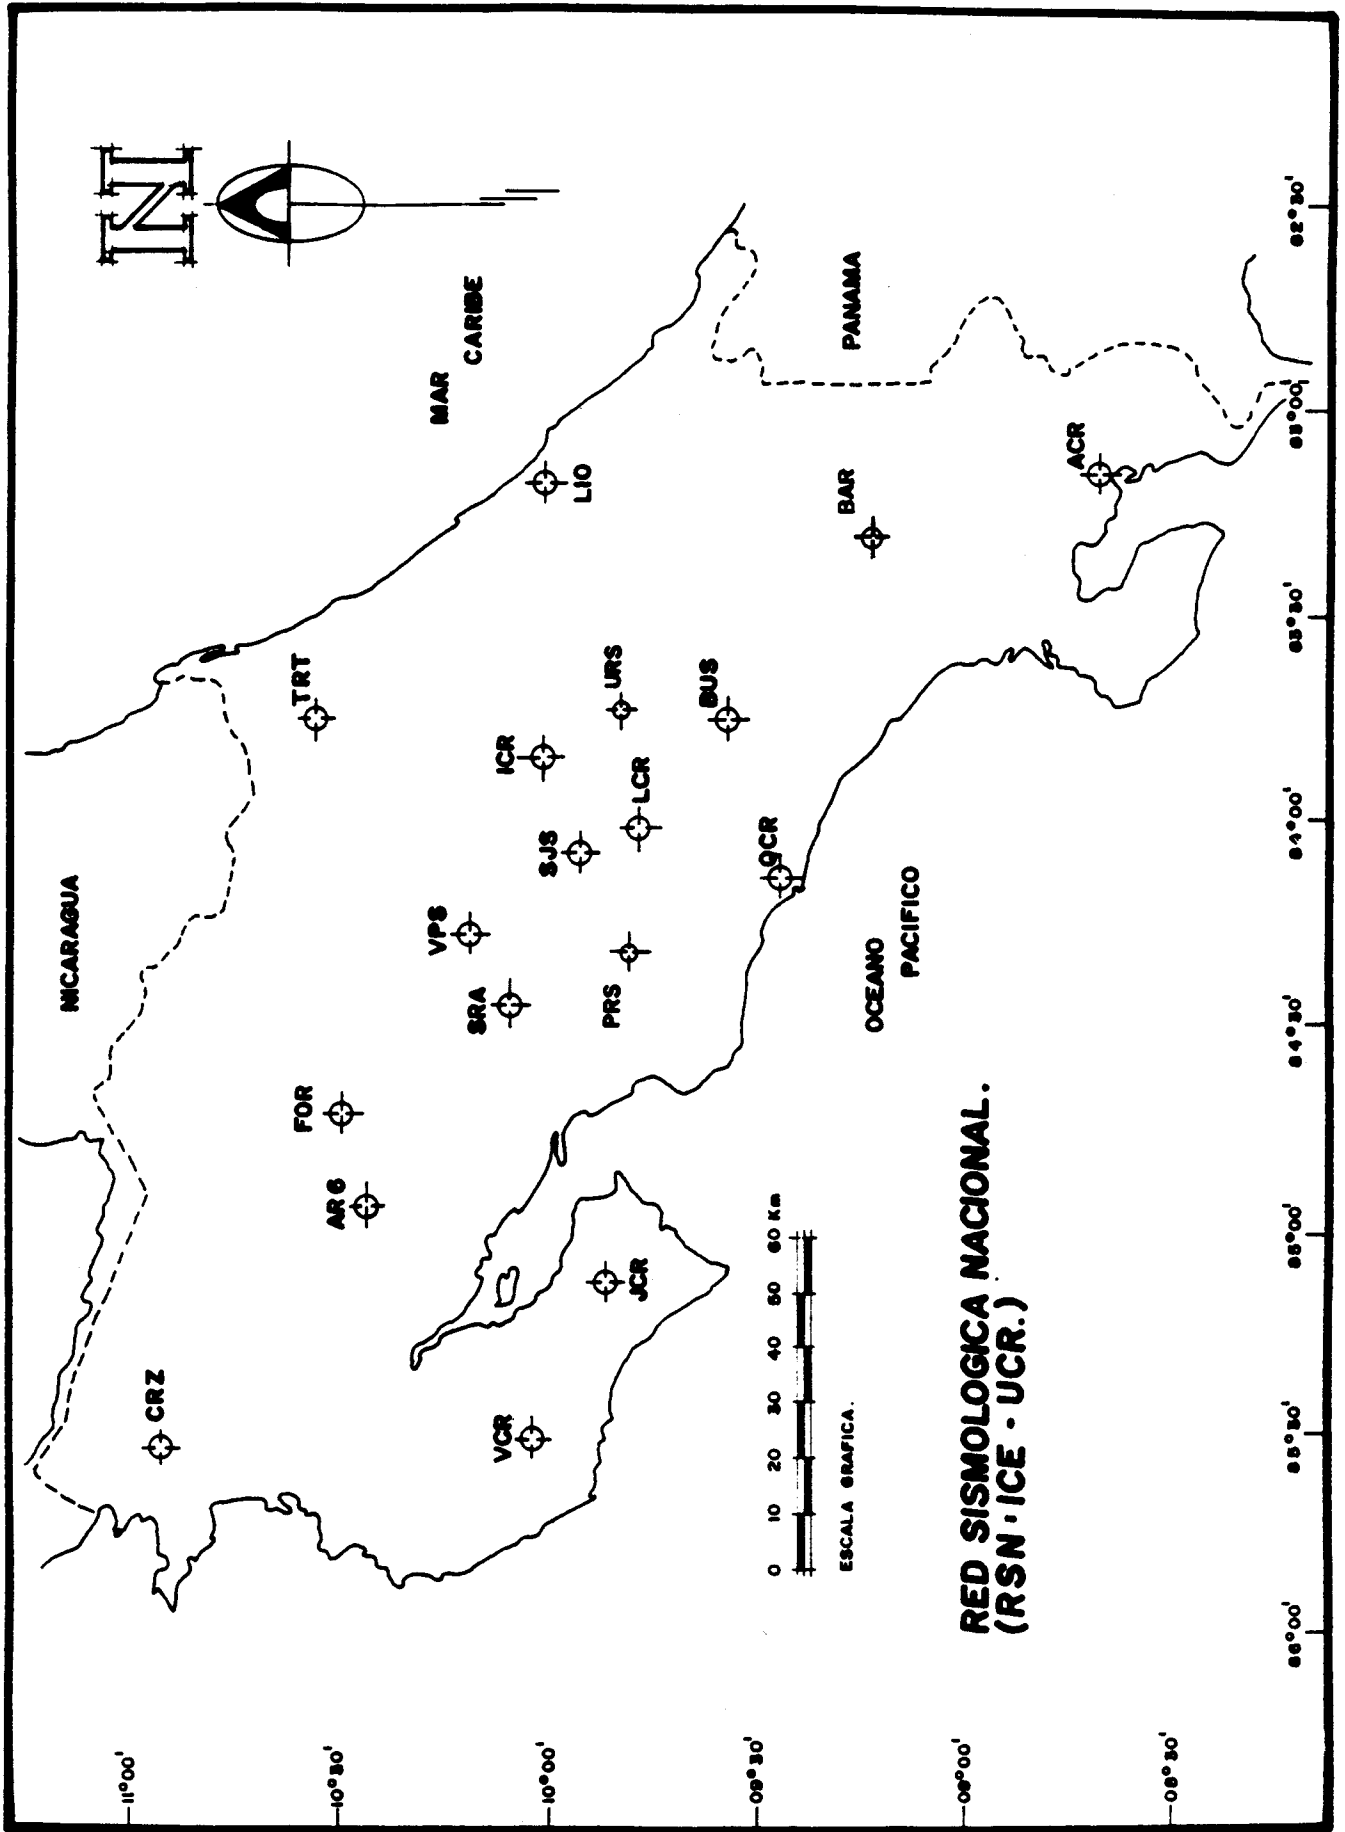 N
NICARAGUA
MAR
CARIBE
PANAMA
OCEANO
PACIFICO
CRZ
AR6
FOR
TRT
VPS
SRA
ICR
SJS
LIO
VCR
JCR
PRS
LCR
URS
BUS
QCR
BAR
ACR
0 10 20 30 40 50 60 Km
ESCALA GRAFICA.
RED SISMOLOGICA NACIONAL.
(RSN: ICE - UCR.)
11°00'
10°30'
10°00'
09°30'
09°00'
08°30'
86°00'
85°30'
85°00'
84°30'
84°00'
83°30'
83°00'
82°30'